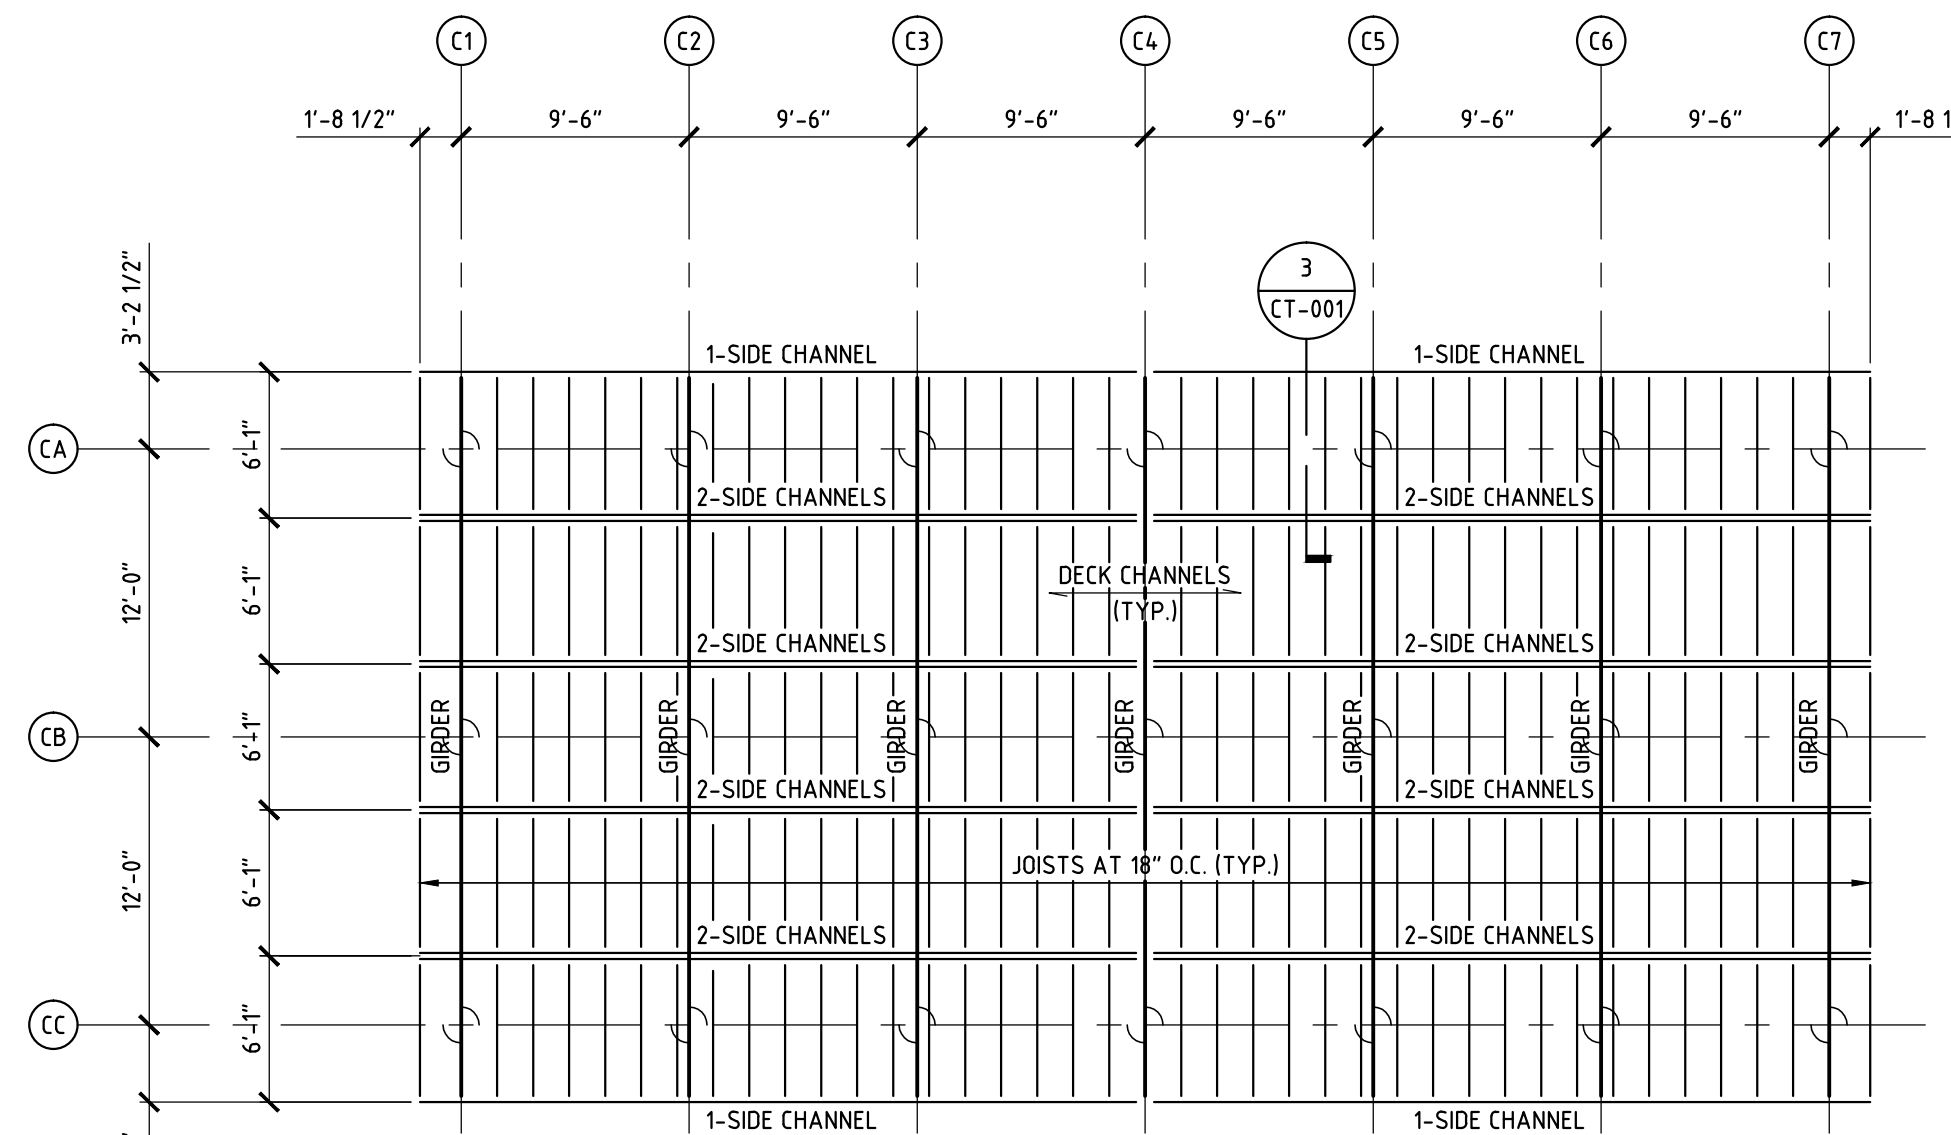 C1 C2 C3 C4 C5 C6 C7
1'-8 1/2" 9'-6" 9'-6" 9'-6" 9'-6" 9'-6" 9'-6" 1'-8 1
3
CT-001
3'-2 1/2"
1-SIDE CHANNEL 1-SIDE CHANNEL
CA
6'-1"
2-SIDE CHANNELS 2-SIDE CHANNELS
12'-0"
6'-1"
DECK CHANNELS
(TYP.)
2-SIDE CHANNELS 2-SIDE CHANNELS
CB
6'-1"
GIRDER GIRDER GIRDER GIRDER GIRDER GIRDER GIRDER
2-SIDE CHANNELS 2-SIDE CHANNELS
12'-0"
6'-1"
JOISTS AT 18" O.C. (TYP.)
2-SIDE CHANNELS 2-SIDE CHANNELS
CC
6'-1"
1-SIDE CHANNEL 1-SIDE CHANNEL